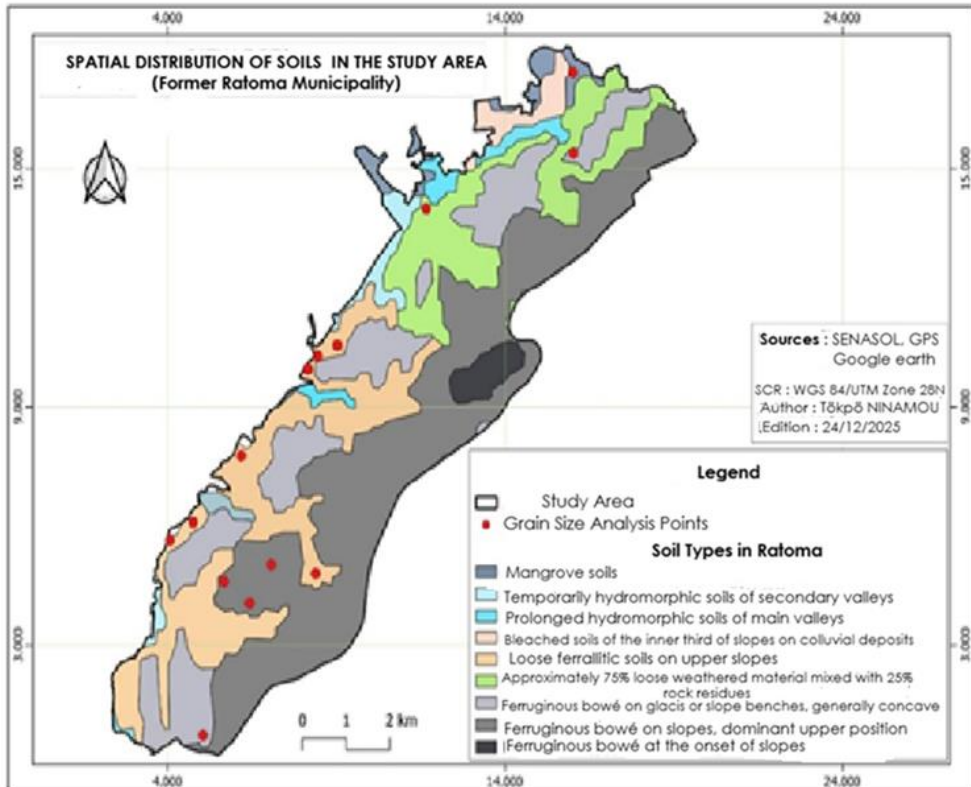 4.000 14.000 24.000
SPATIAL DISTRIBUTION OF SOILS IN THE STUDY AREA
(Former Ratoma Municipality)
15.000 15.000
Sources : SENASOL, GPS
Google earth
SCR : WGS 84/UTM Zone 28N
Author : Tōkpō NINAMOU
Edition : 24/12/2025
9.000 9.000
Legend
Study Area
Grain Size Analysis Points
Soil Types in Ratoma
Mangrove soils
Temporarily hydromorphic soils of secondary valleys
Prolonged hydromorphic soils of main valleys
Bleached soils of the inner third of slopes on colluvial deposits
Loose ferrallitic soils on upper slopes
Approximately 75% loose weathered material mixed with 25%
rock residues
Ferruginous bowé on glacis or slope benches, generally concave
Ferruginous bowé on slopes, dominant upper position
Ferruginous bowé at the onset of slopes
3.000 3.000
0 1 2 km
4.000 14.000 24.000